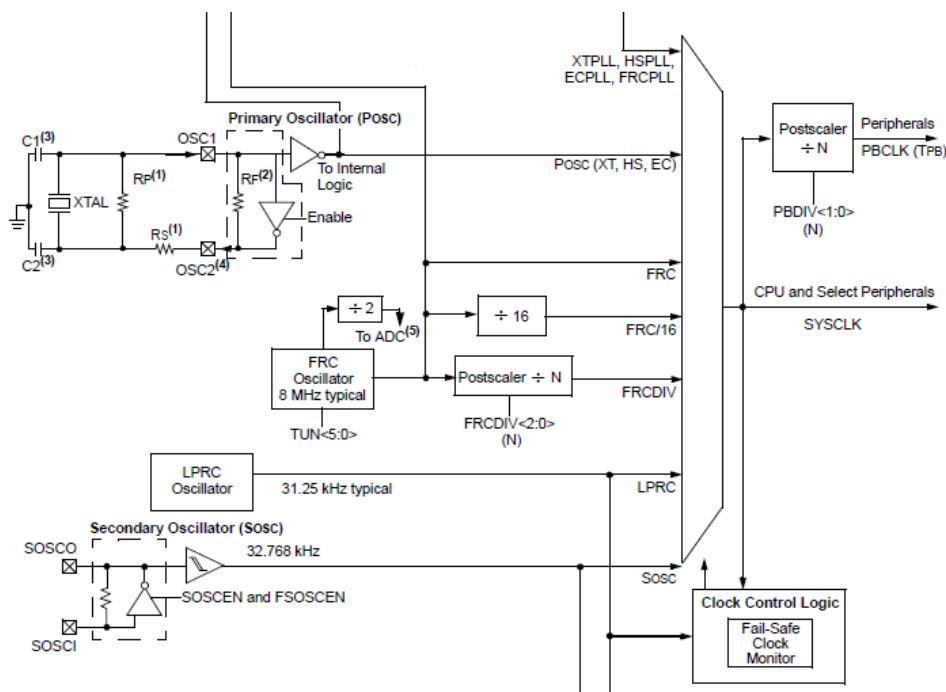 XTPLL, HSPLL,
ECPLL, FRCPLL
Primary Oscillator (POSC)
C1(3)
OSC1
RP(1)
RF(2)
XTAL
To Internal
Logic
Enable
RS(1)
C2(3)
OSC2(4)
POSC (XT, HS, EC)
Postscaler
÷ N
Peripherals
PBCLK (TPB)
PBDIV<1:0>
(N)
FRC
CPU and Select Peripherals
SYSCLK
÷ 2
To ADC(5)
÷ 16
FRC/16
FRC
Oscillator
8 MHz typical
TUN<5:0>
Postscaler ÷ N
FRCDIV
FRCDIV<2:0>
(N)
LPRC
Oscillator
31.25 kHz typical
LPRC
Secondary Oscillator (SOSC)
SOSCO
32.768 kHz
SOSC
SOSCEN and FSOSCEN
SOSCI
Clock Control Logic
Fail-Safe
Clock
Monitor